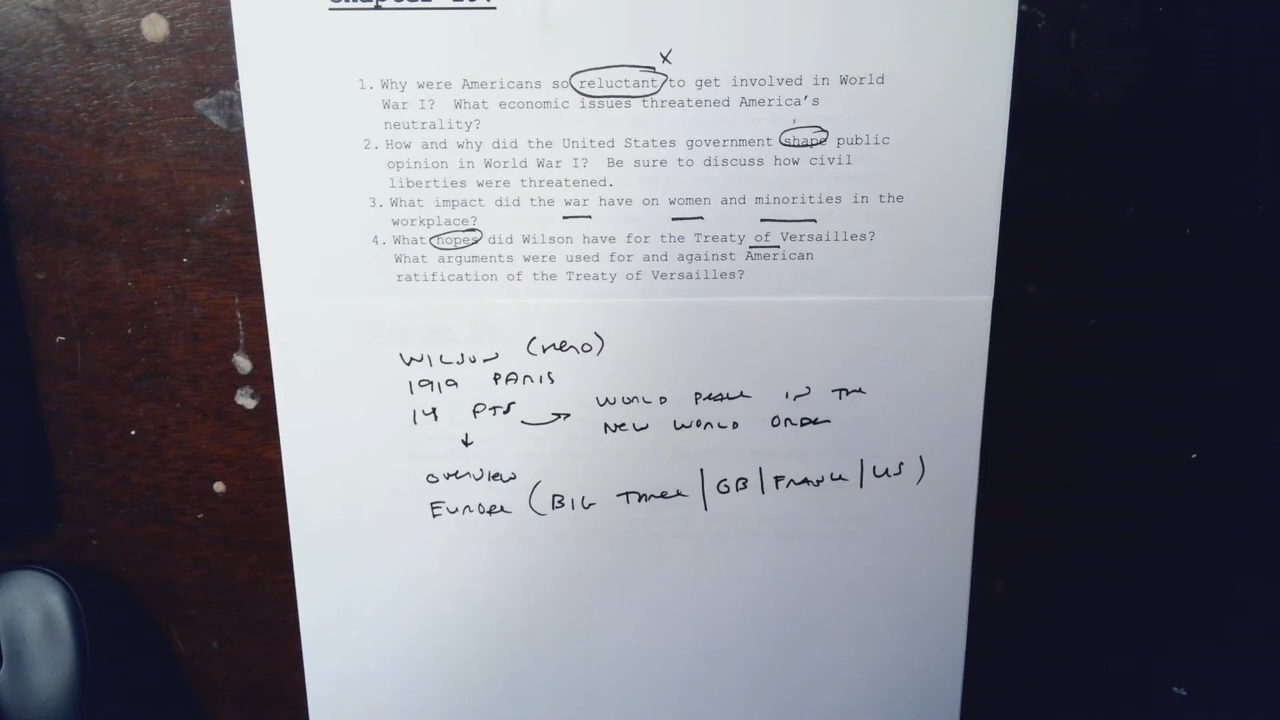 1. Why were Americans so reluctant to get involved in World
War I? What economic issues threatened America's
neutrality?
2. How and why did the United States government shape public
opinion in World War I? Be sure to discuss how civil
liberties were threatened.
3. What impact did the war have on women and minorities in the
workplace?
4. What hopes did Wilson have for the Treaty of Versailles?
What arguments were used for and against American
ratification of the Treaty of Versailles?
WILSON (HERO)
1919 PARIS
14 PTS → WORLD PEACE IN THE
NEW WORLD ORDER
↓
OVERVIEW
EUROPE (BIG THREE | GB | FRANCE | US)